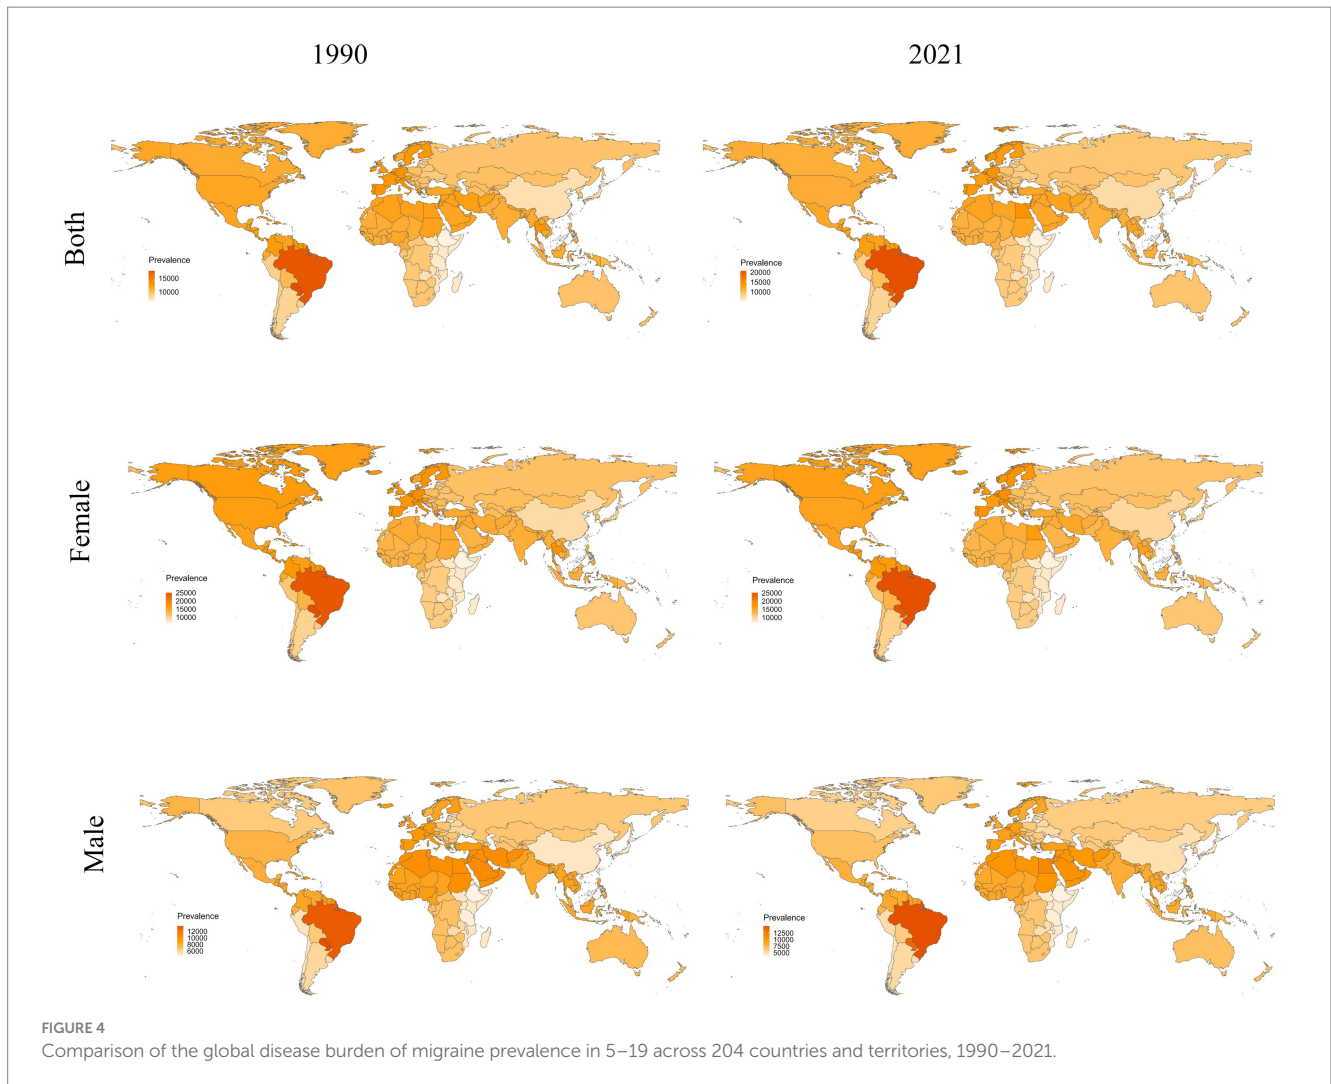 1990
2021
Both
Prevalence
15000
10000
Prevalence
20000
15000
10000
Female
Prevalence
25000
20000
15000
10000
Prevalence
25000
20000
15000
10000
Male
Prevalence
12000
10000
8000
6000
Prevalence
12500
10000
7500
5000
FIGURE 4
Comparison of the global disease burden of migraine prevalence in 5–19 across 204 countries and territories, 1990–2021.